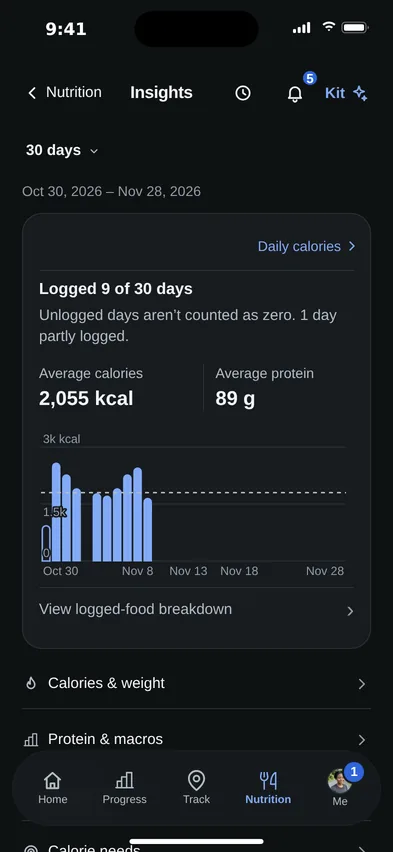 9:41
5
Nutrition Insights Kit
30 days
Oct 30, 2026 – Nov 28, 2026
Daily calories
Logged 9 of 30 days
Unlogged days aren’t counted as zero. 1 day
partly logged.
Average calories Average protein
2,055 kcal 89 g
3k kcal
1.5k
0
Oct 30 Nov 8 Nov 13 Nov 18 Nov 28
View logged-food breakdown
Calories & weight
Protein & macros
1
Home Progress Track Nutrition Me
Calorie needs